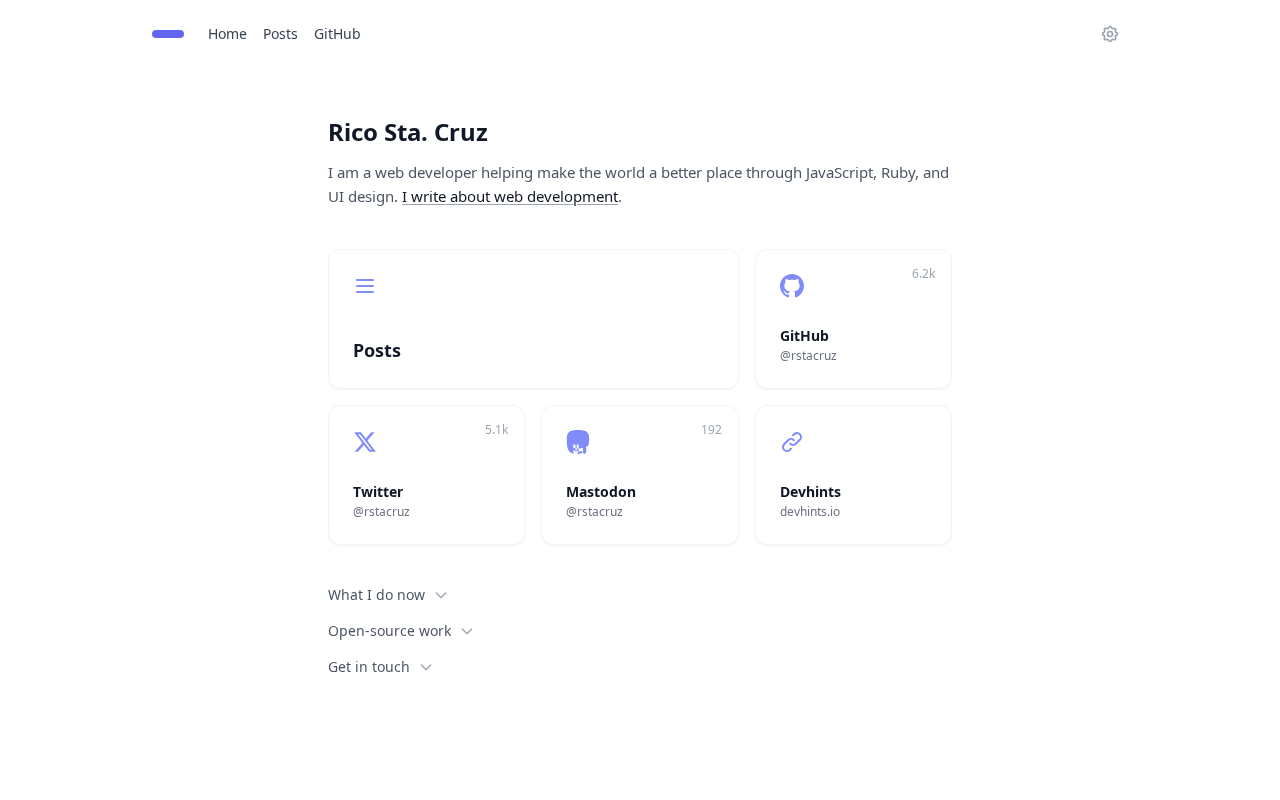 Home Posts GitHub
Rico Sta. Cruz
I am a web developer helping make the world a better place through JavaScript, Ruby, and
UI design. I write about web development.
Posts
6.2k
GitHub
@rstacruz
5.1k
Twitter
@rstacruz
192
Mastodon
@rstacruz
Devhints
devhints.io
What I do now
Open-source work
Get in touch